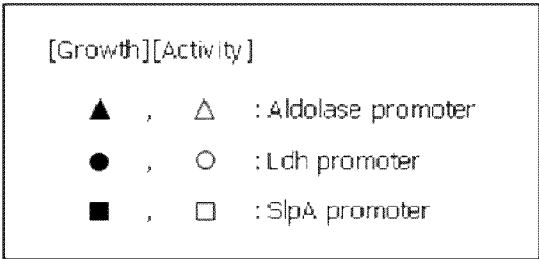 [Growth][Activity]
▲ , △ : Aldolase promoter
● , ○ : Ldh promoter
■ , □ : SlpA promoter